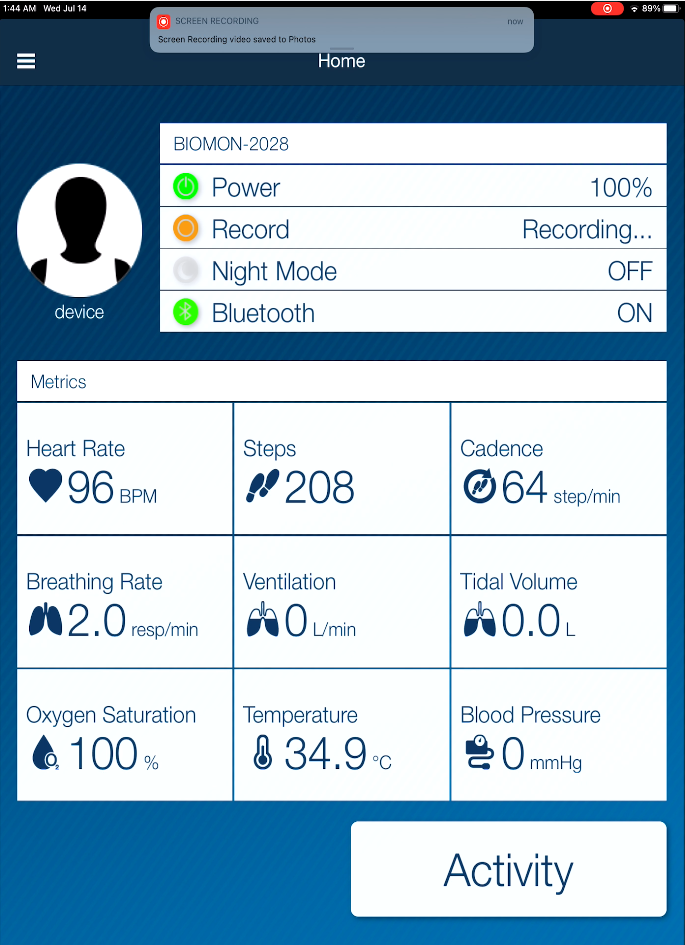 1:44 AM Wed Jul 14
89%
SCREEN RECORDING now
Screen Recording video saved to Photos
Home
BIOMON-2028
Power 100%
Record Recording...
Night Mode OFF
Bluetooth ON
device
Metrics
Heart Rate
96 BPM
Steps
208
Cadence
64 step/min
Breathing Rate
2.0 resp/min
Ventilation
0 L/min
Tidal Volume
0.0 L
Oxygen Saturation
O2 100 %
Temperature
34.9 °C
Blood Pressure
0 mmHg
Activity